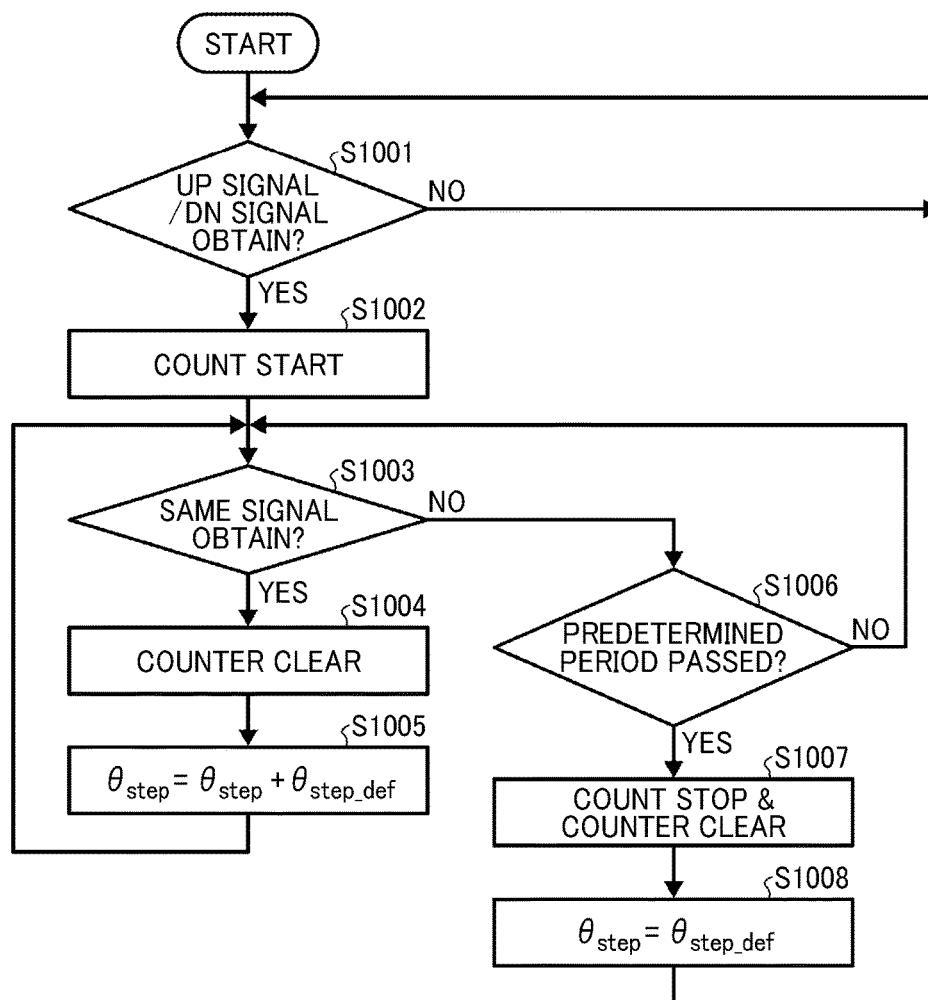 START
S1001
UP SIGNAL
/DN SIGNAL
OBTAIN?
NO
YES
S1002
COUNT START
S1003
SAME SIGNAL
OBTAIN?
NO
YES
S1004
COUNTER CLEAR
S1005
θstep = θstep + θstep_def
S1006
PREDETERMINED
PERIOD PASSED?
NO
YES
S1007
COUNT STOP &
COUNTER CLEAR
S1008
θstep = θstep_def